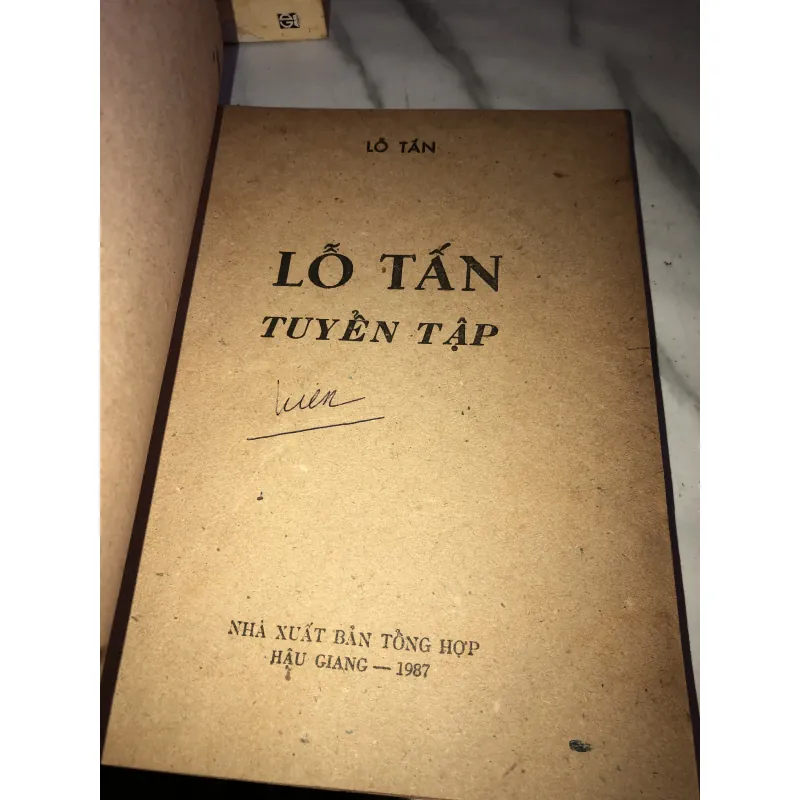 LỖ TẤN
LỖ TẤN
TUYỂN TẬP
NHÀ XUẤT BẢN TỔNG HỢP
HẬU GIANG — 1987